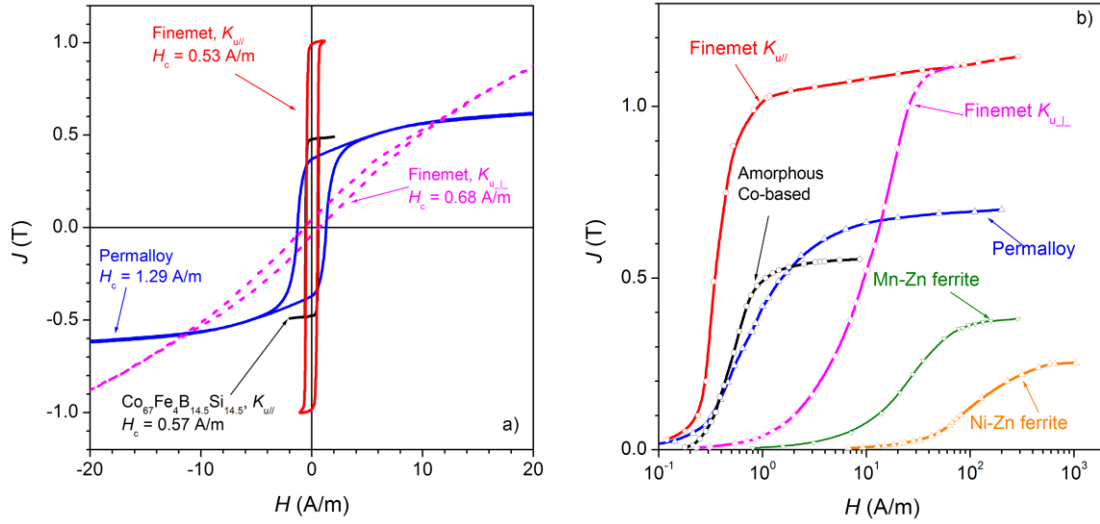 a)
1.0
0.5
0.0
-0.5
-1.0
J (T)
-20
-10
0
10
20
H (A/m)
Finemet, Ku//
Hc = 0.53 A/m
Finemet, Ku_|_
Hc = 0.68 A/m
Permalloy
Hc = 1.29 A/m
Co67Fe4B14.5Si14.5, Ku//
Hc = 0.57 A/m
b)
1.0
0.5
0.0
J (T)
10-1
100
101
102
103
H (A/m)
Finemet Ku//
Finemet Ku_|_
Amorphous
Co-based
Permalloy
Mn-Zn ferrite
Ni-Zn ferrite